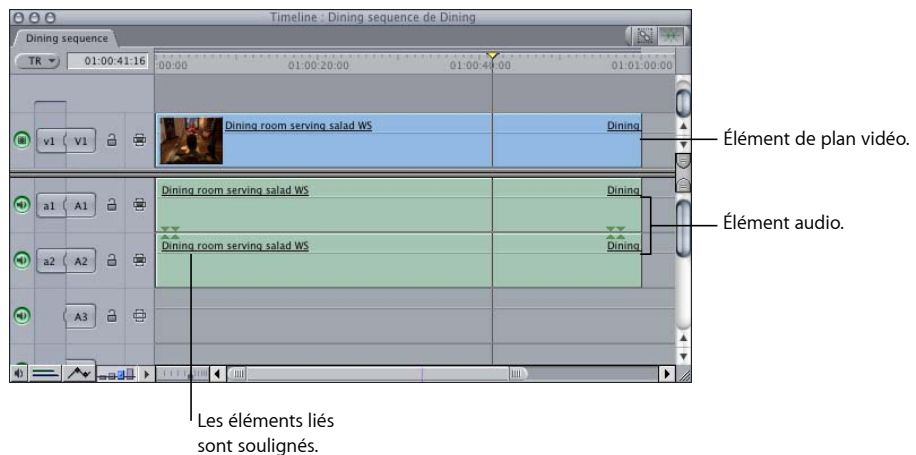 Timeline : Dining sequence de Dining
Dining sequence
TR 01:00:41:16 :00:00 01:00:20:00 01:00:40:00 01:01:00:00
v1 V1 Dining room serving salad WS Dining
Élément de plan vidéo.
a1 A1 Dining room serving salad WS Dining
Élément audio.
a2 A2 Dining room serving salad WS Dining
A3
Les éléments liés
sont soulignés.